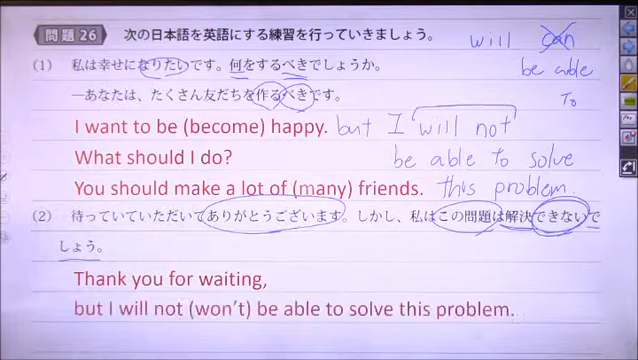 問題 26 次の日本語を英語にする練習を行っていきましょう。
will can
be able
To
(1) 私は幸せになりたいです。何をするべきでしょうか。
—あなたは、たくさん友だちを作るべきです。
I want to be (become) happy. but I will not
What should I do? be able to solve
You should make a lot of (many) friends. this problem.
(2) 待っていていただいてありがとうございます。しかし、私はこの問題は解決できないで
しょう。
Thank you for waiting,
but I will not (won't) be able to solve this problem.